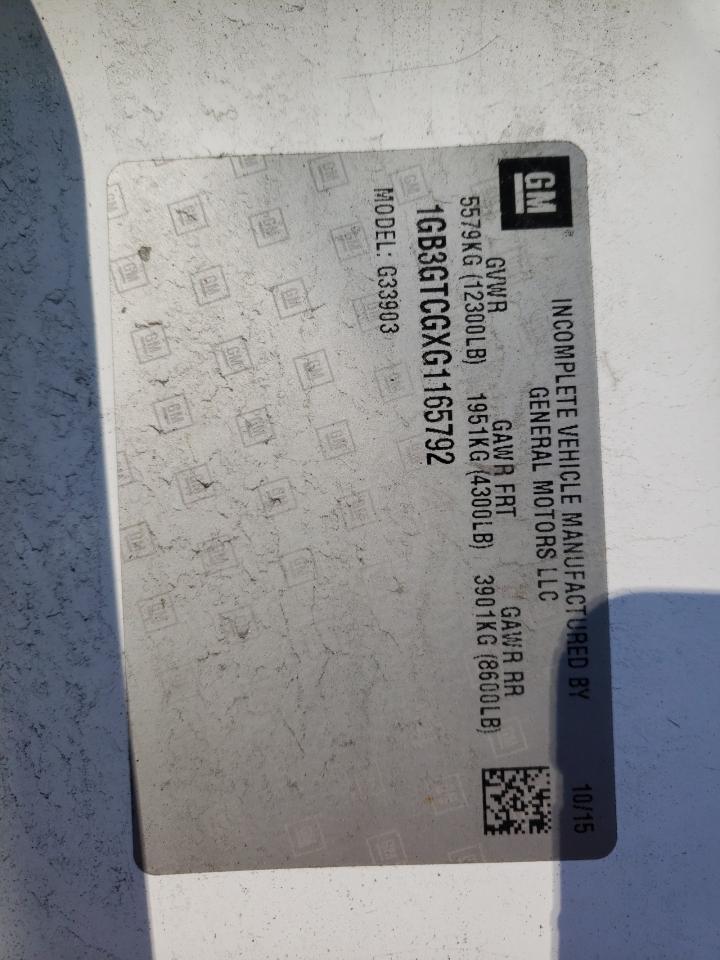 GM
INCOMPLETE VEHICLE MANUFACTURED BY 10/15
GENERAL MOTORS LLC
GVWR GAWR FRT GAWR RR
5579KG (12300LB) 1951KG (4300LB) 3901KG (8600LB)
1GB3GTCGXG1165792
MODEL: G33903